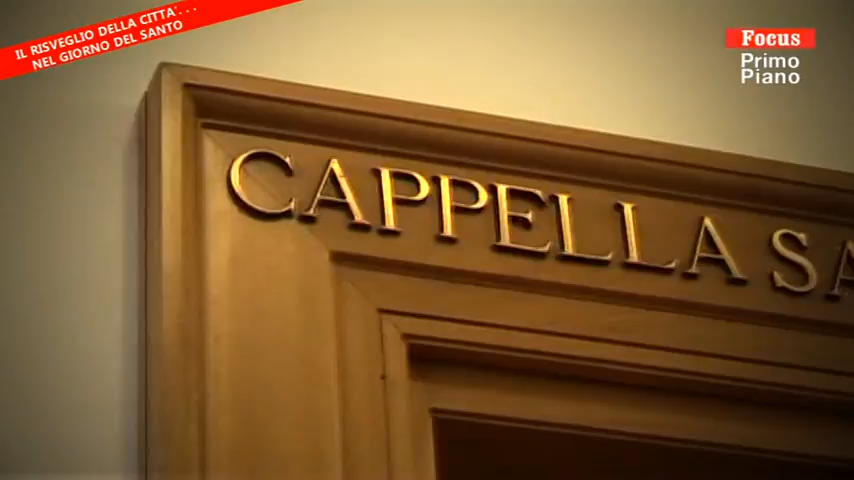 IL RISVEGLIO DELLA CITTA'...
NEL GIORNO DEL SANTO
Focus
Primo
Piano
CAPPELLA SA